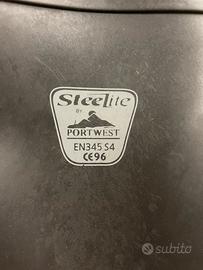 Steelite
BY
PORTWEST
EN345 S4
CE96
subito